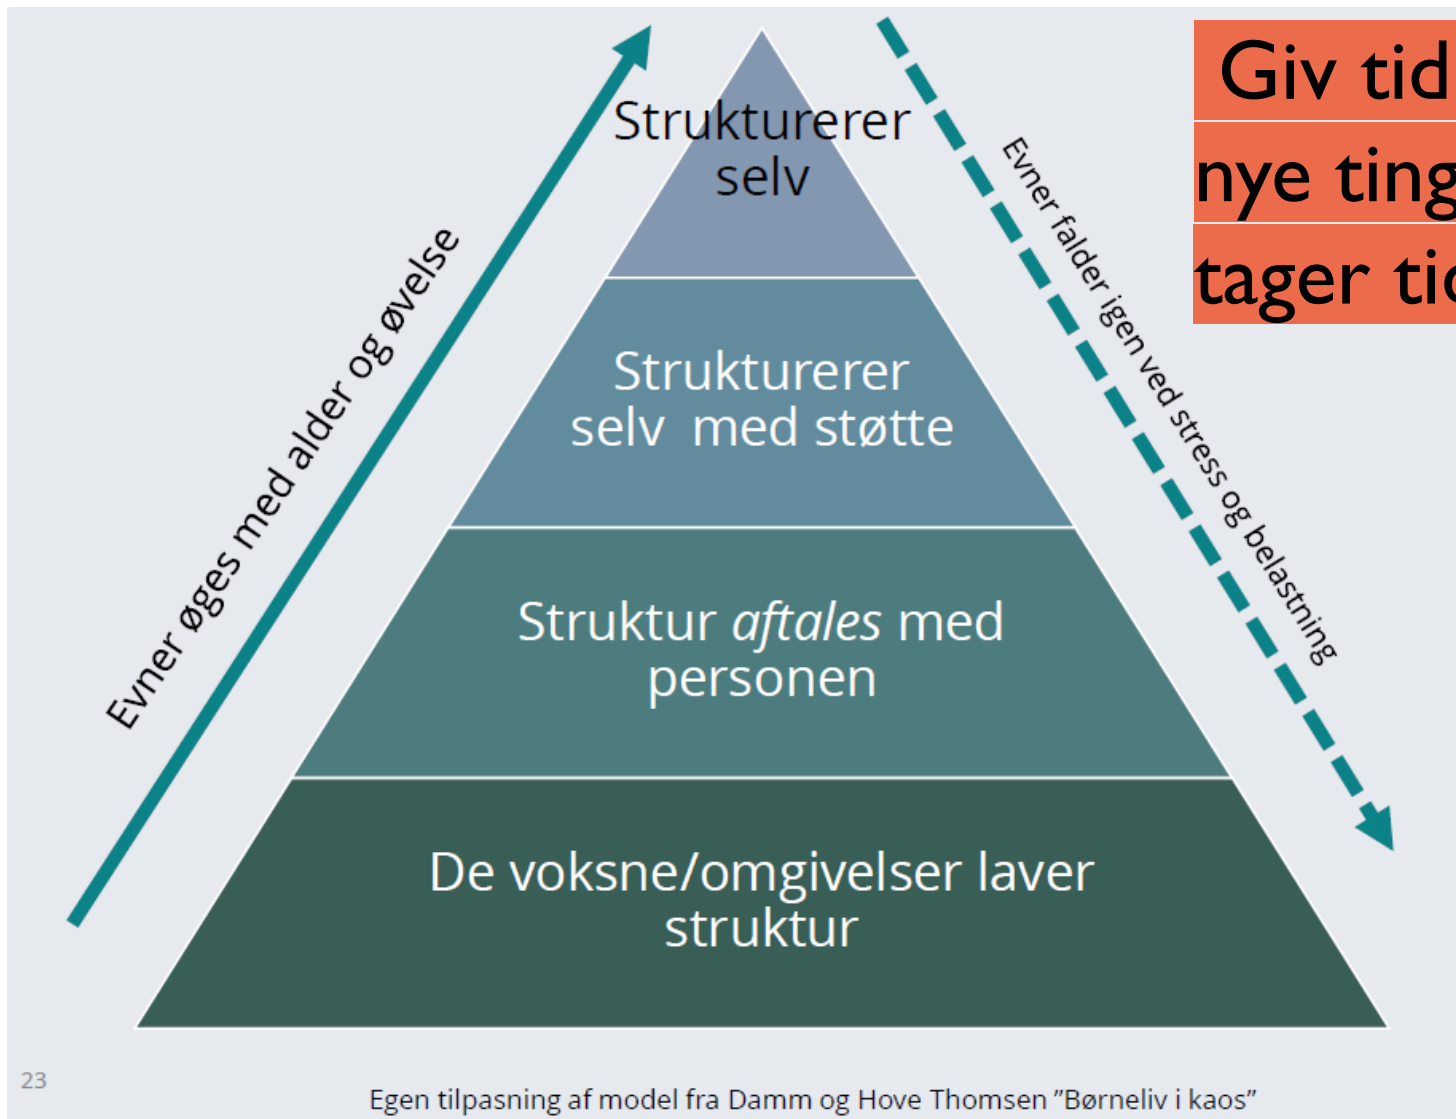 Giv tid
nye ting
tager
Strukturerer
selv
Strukturerer
selv med støtte
Struktur aftales med
personen
De voksne/omgivelser laver
struktur
Evner øges med alder og øvelse
Evner falder igen ved stress og belastning
23
Egen tilpasning af model fra Damm og Hove Thomsen ”Børneliv i kaos”